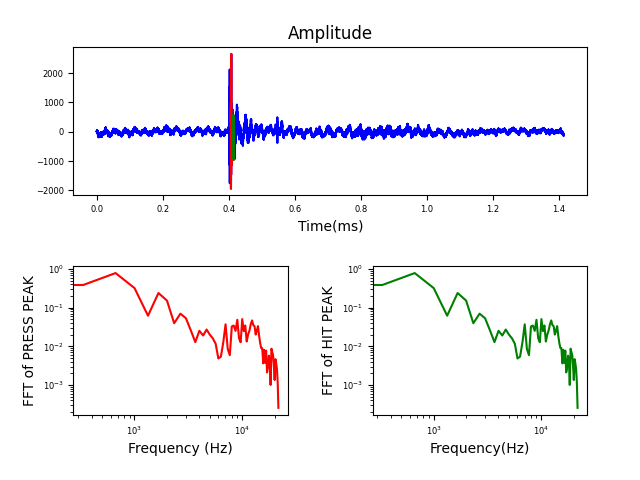 Amplitude
2000
1000
0
−1000
−2000
0.0 0.2 0.4 0.6 0.8 1.0 1.2 1.4
Time(ms)
FFT of PRESS PEAK
10⁰
10⁻¹
10⁻²
10⁻³
10³ 10⁴
Frequency (Hz)
FFT of HIT PEAK
10⁰
10⁻¹
10⁻²
10⁻³
10³ 10⁴
Frequency(Hz)